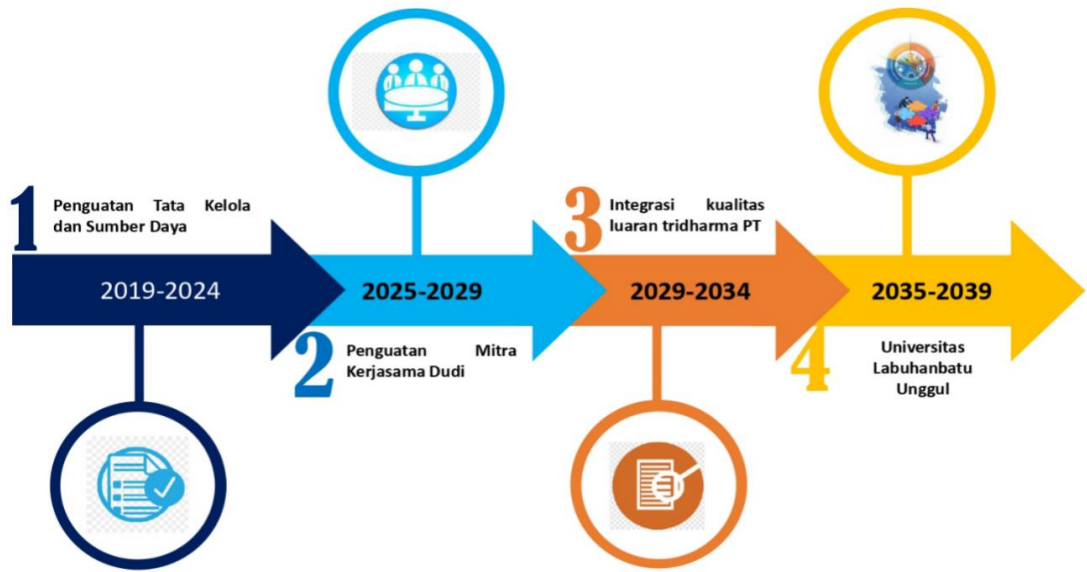 1
Penguatan Tata Kelola
dan Sumber Daya
2019-2024
2025-2029
2
Penguatan Mitra
Kerjasama Dudi
3
Integrasi kualitas
luaran tridharma PT
2029-2034
2035-2039
4
Universitas
Labuhanbatu
Unggul